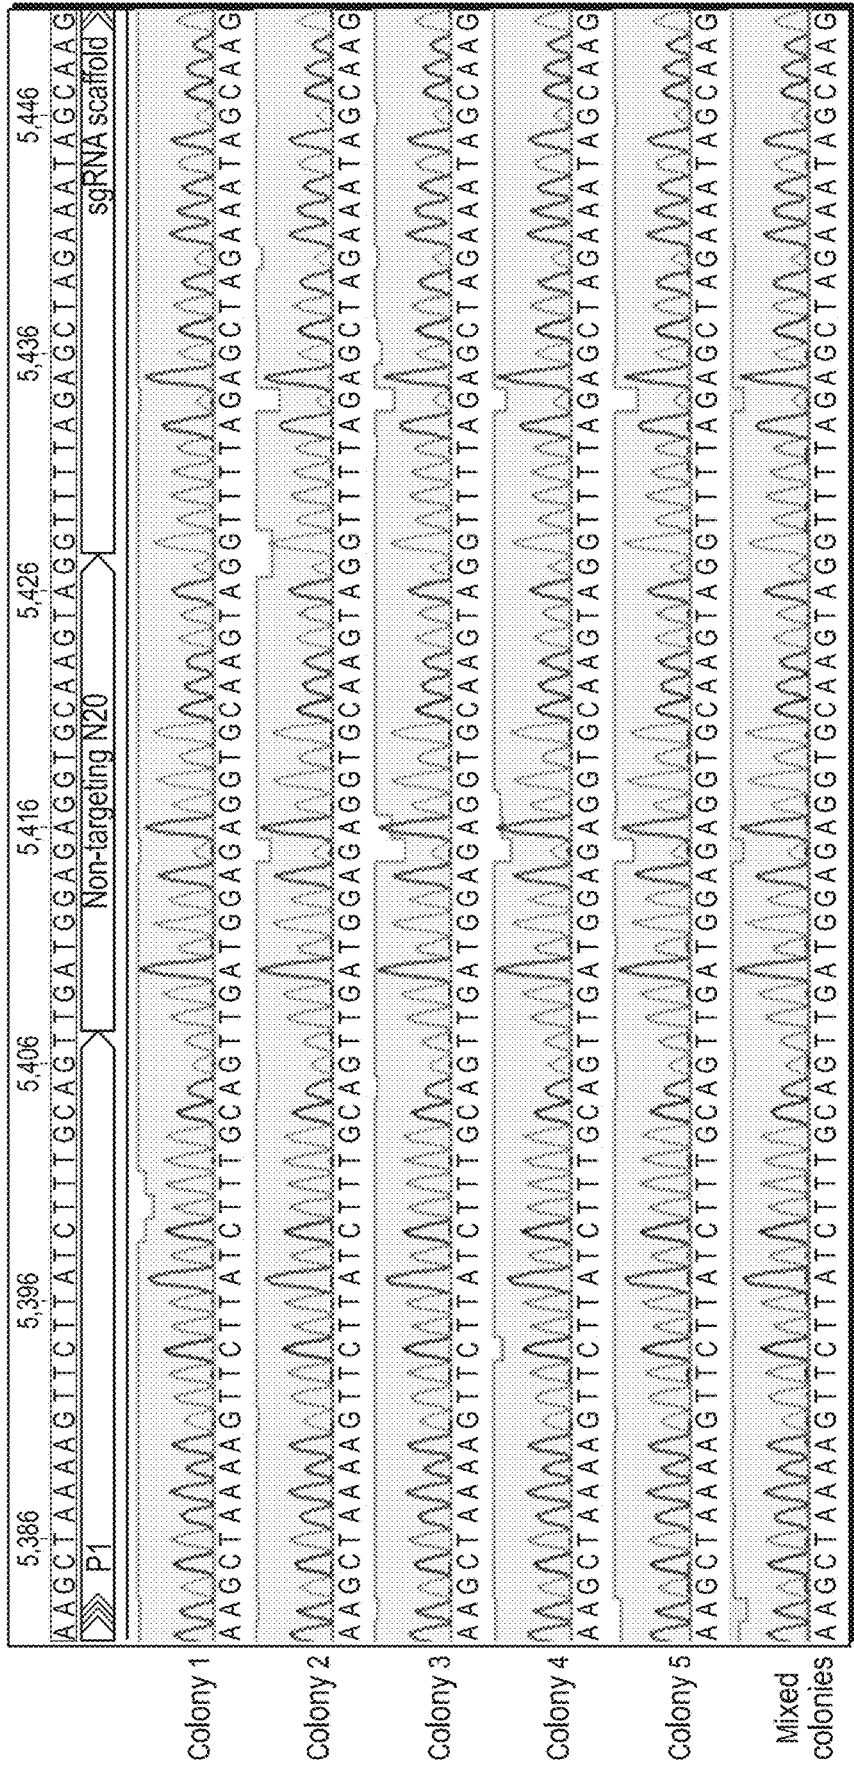 5,386 5,396 5,406 5,416 5,426 5,436 5,446
AAGCTAAAAGTTCTTATCTTTGCAGTTGATGGAGAGGTGCAAGTAGGTTTTAGAGCTAGAAATAGCAAG
P1 Non-targeting N20 sgRNA scaffold
Colony 1
AAGCTAAAAGTTCTTATCTTTGCAGTTGATGGAGAGGTGCAAGTAGGTTTTAGAGCTAGAAATAGCAAG
Colony 2
AAGCTAAAAGTTCTTATCTTTGCAGTTGATGGAGAGGTGCAAGTAGGTTTTAGAGCTAGAAATAGCAAG
Colony 3
AAGCTAAAAGTTCTTATCTTTGCAGTTGATGGAGAGGTGCAAGTAGGTTTTAGAGCTAGAAATAGCAAG
Colony 4
AAGCTAAAAGTTCTTATCTTTGCAGTTGATGGAGAGGTGCAAGTAGGTTTTAGAGCTAGAAATAGCAAG
Colony 5
AAGCTAAAAGTTCTTATCTTTGCAGTTGATGGAGAGGTGCAAGTAGGTTTTAGAGCTAGAAATAGCAAG
Mixed
colonies
AAGCTAAAAGTTCTTATCTTTGCAGTTGATGGAGAGGTGCAAGTAGGTTTTAGAGCTAGAAATAGCAAG